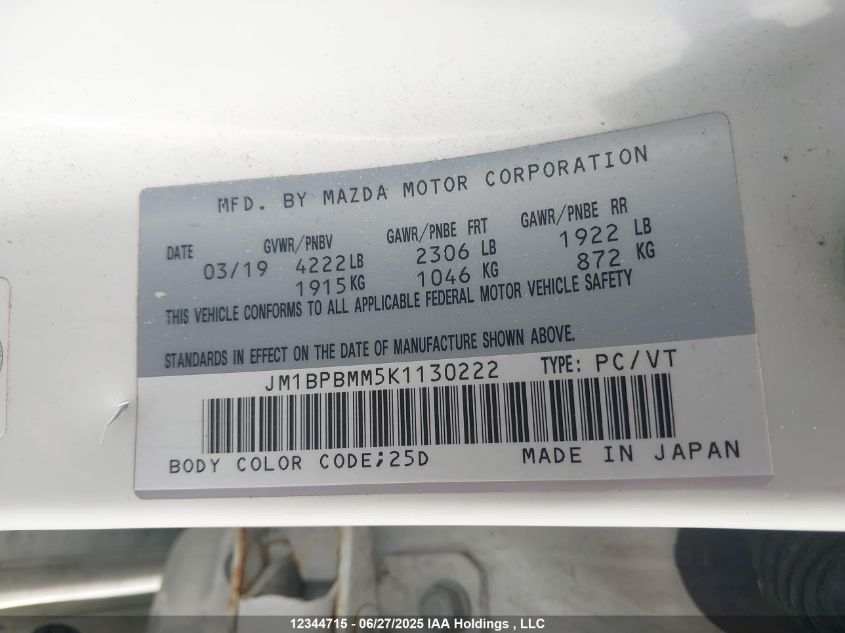 MFD. BY MAZDA MOTOR CORPORATION
DATE GVWR/PNBV GAWR/PNBE FRT GAWR/PNBE RR
03/19 4222LB 2306 LB 1922 LB
1915KG 1046 KG 872 KG
THIS VEHICLE CONFORMS TO ALL APPLICABLE FEDERAL MOTOR VEHICLE SAFETY
STANDARDS IN EFFECT ON THE DATE OF MANUFACTURE SHOWN ABOVE.
JM1BPBMM5K1130222 TYPE: PC/VT
BODY COLOR CODE;25D MADE IN JAPAN
12344715 - 06/27/2025 IAA Holdings , LLC